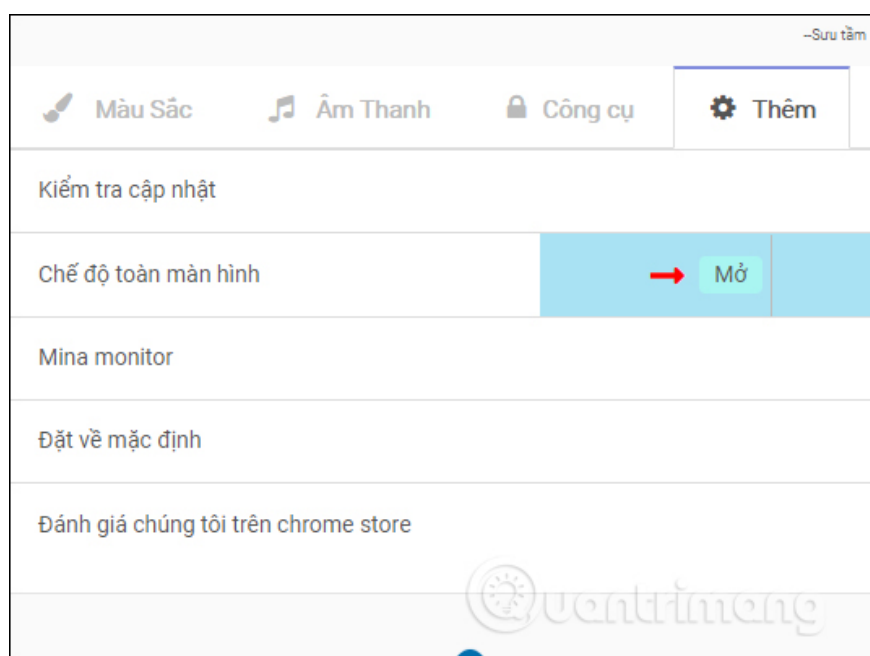 --Sưu tầm
Màu Sắc Âm Thanh Công cụ Thêm
Kiểm tra cập nhật
Chế độ toàn màn hình Mở
Mina monitor
Đặt về mặc định
Đánh giá chúng tôi trên chrome store
Quantrimang